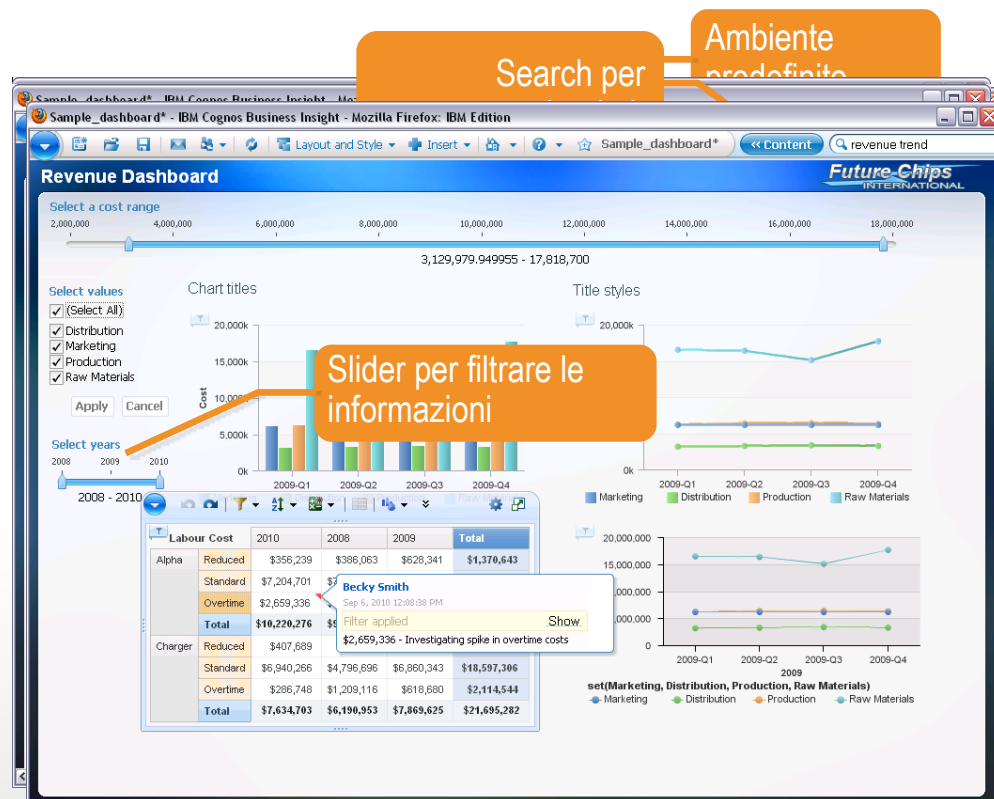 Ambiente
predefinito
Search per
Sample_dashboard* - IBM Cognos Business Insight - Moz
Sample_dashboard* - IBM Cognos Business Insight - Mozilla Firefox: IBM Edition
Layout and Style Insert Sample_dashboard* « Content revenue trend
Revenue Dashboard
Future-Chips
INTERNATIONAL
Select a cost range
2,000,000 4,000,000 6,000,000 8,000,000 10,000,000 12,000,000 14,000,000 16,000,000 18,000,000
3,129,979.949955 - 17,818,700
Select values
(Select All)
Distribution
Marketing
Production
Raw Materials
Apply Cancel
Select years
2008 2009 2010
2008 - 2010
Chart titles
20,000k
15,000k
10,000k
5,000k
0k
Cost
2009-Q1 2009-Q2 2009-Q3 2009-Q4
Slider per filtrare le
informazioni
Title styles
20,000k
0k
2009-Q1 2009-Q2 2009-Q3 2009-Q4
Marketing Distribution Production Raw Materials
Labour Cost 2010 2008 2009 Total
Alpha Reduced $356,239 $386,063 $628,341 $1,370,643
Standard $7,204,701
Overtime $2,659,336
Total $10,220,276
Charger Reduced $407,689
Standard $6,940,266 $4,796,696 $6,860,343 $18,597,306
Overtime $286,748 $1,209,116 $618,680 $2,114,544
Total $7,634,703 $6,190,953 $7,869,625 $21,695,282
Becky Smith
Sep 6, 2010 12:08:38 PM
Filter applied Show
$2,659,336 - Investigating spike in overtime costs
20,000,000
15,000,000
0
2009-Q1 2009-Q2 2009-Q3 2009-Q4
2009
set(Marketing, Distribution, Production, Raw Materials)
Marketing Distribution Production Raw Materials